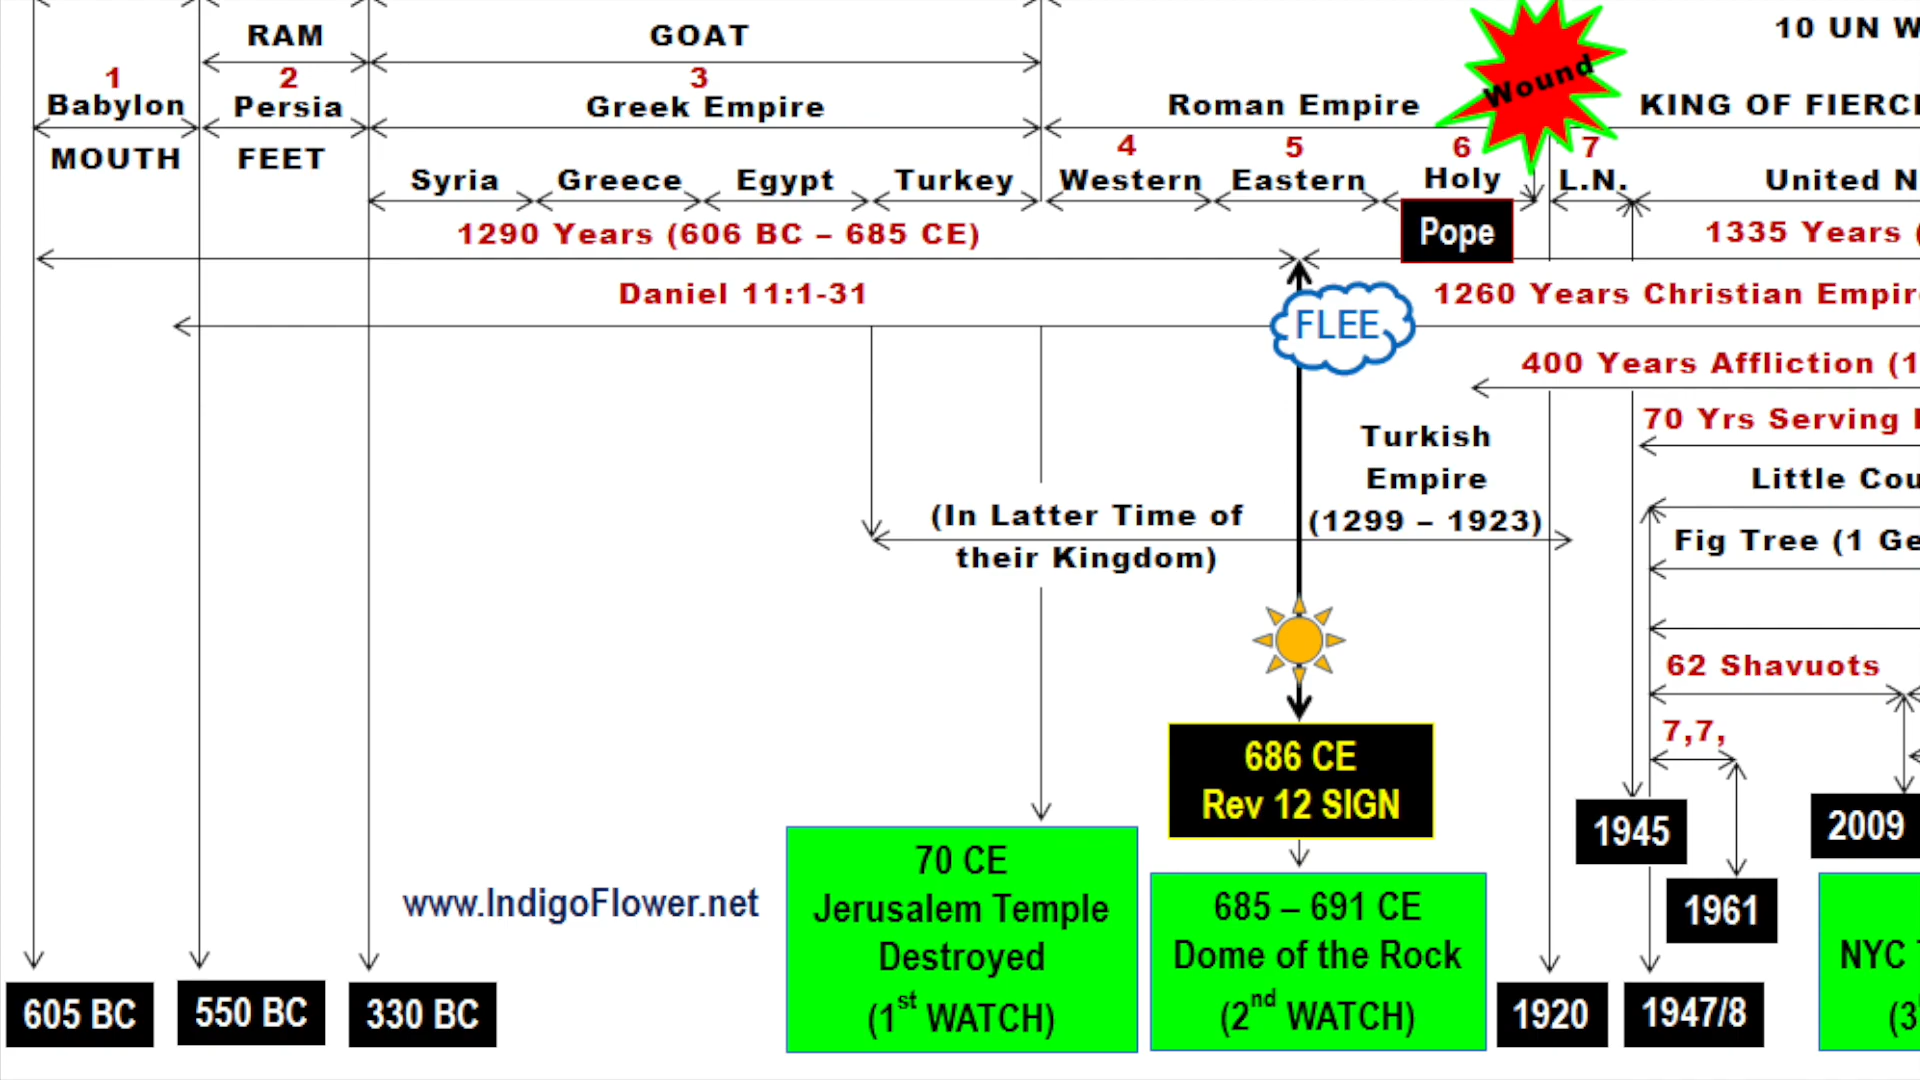 RAM
GOAT
10 UN W
1
2
3
Wound
Babylon
Persia
Greek Empire
Roman Empire
KING OF FIERC
MOUTH
FEET
4
5
6
7
Syria
Greece
Egypt
Turkey
Western
Eastern
Holy
L.N.
United N
1290 Years (606 BC – 685 CE)
Pope
1335 Years (
Daniel 11:1-31
FLEE
1260 Years Christian Empir
400 Years Affliction (1
70 Yrs Serving
Turkish
Empire
(1299 – 1923)
Little Cou
(In Latter Time of
their Kingdom)
Fig Tree (1 Ge
62 Shavuots
7,7,
686 CE
Rev 12 SIGN
1945
2009
70 CE
Jerusalem Temple
Destroyed
(1st WATCH)
685 – 691 CE
Dome of the Rock
(2nd WATCH)
1961
NYC
(3
www.IndigoFlower.net
605 BC
550 BC
330 BC
1920
1947/8